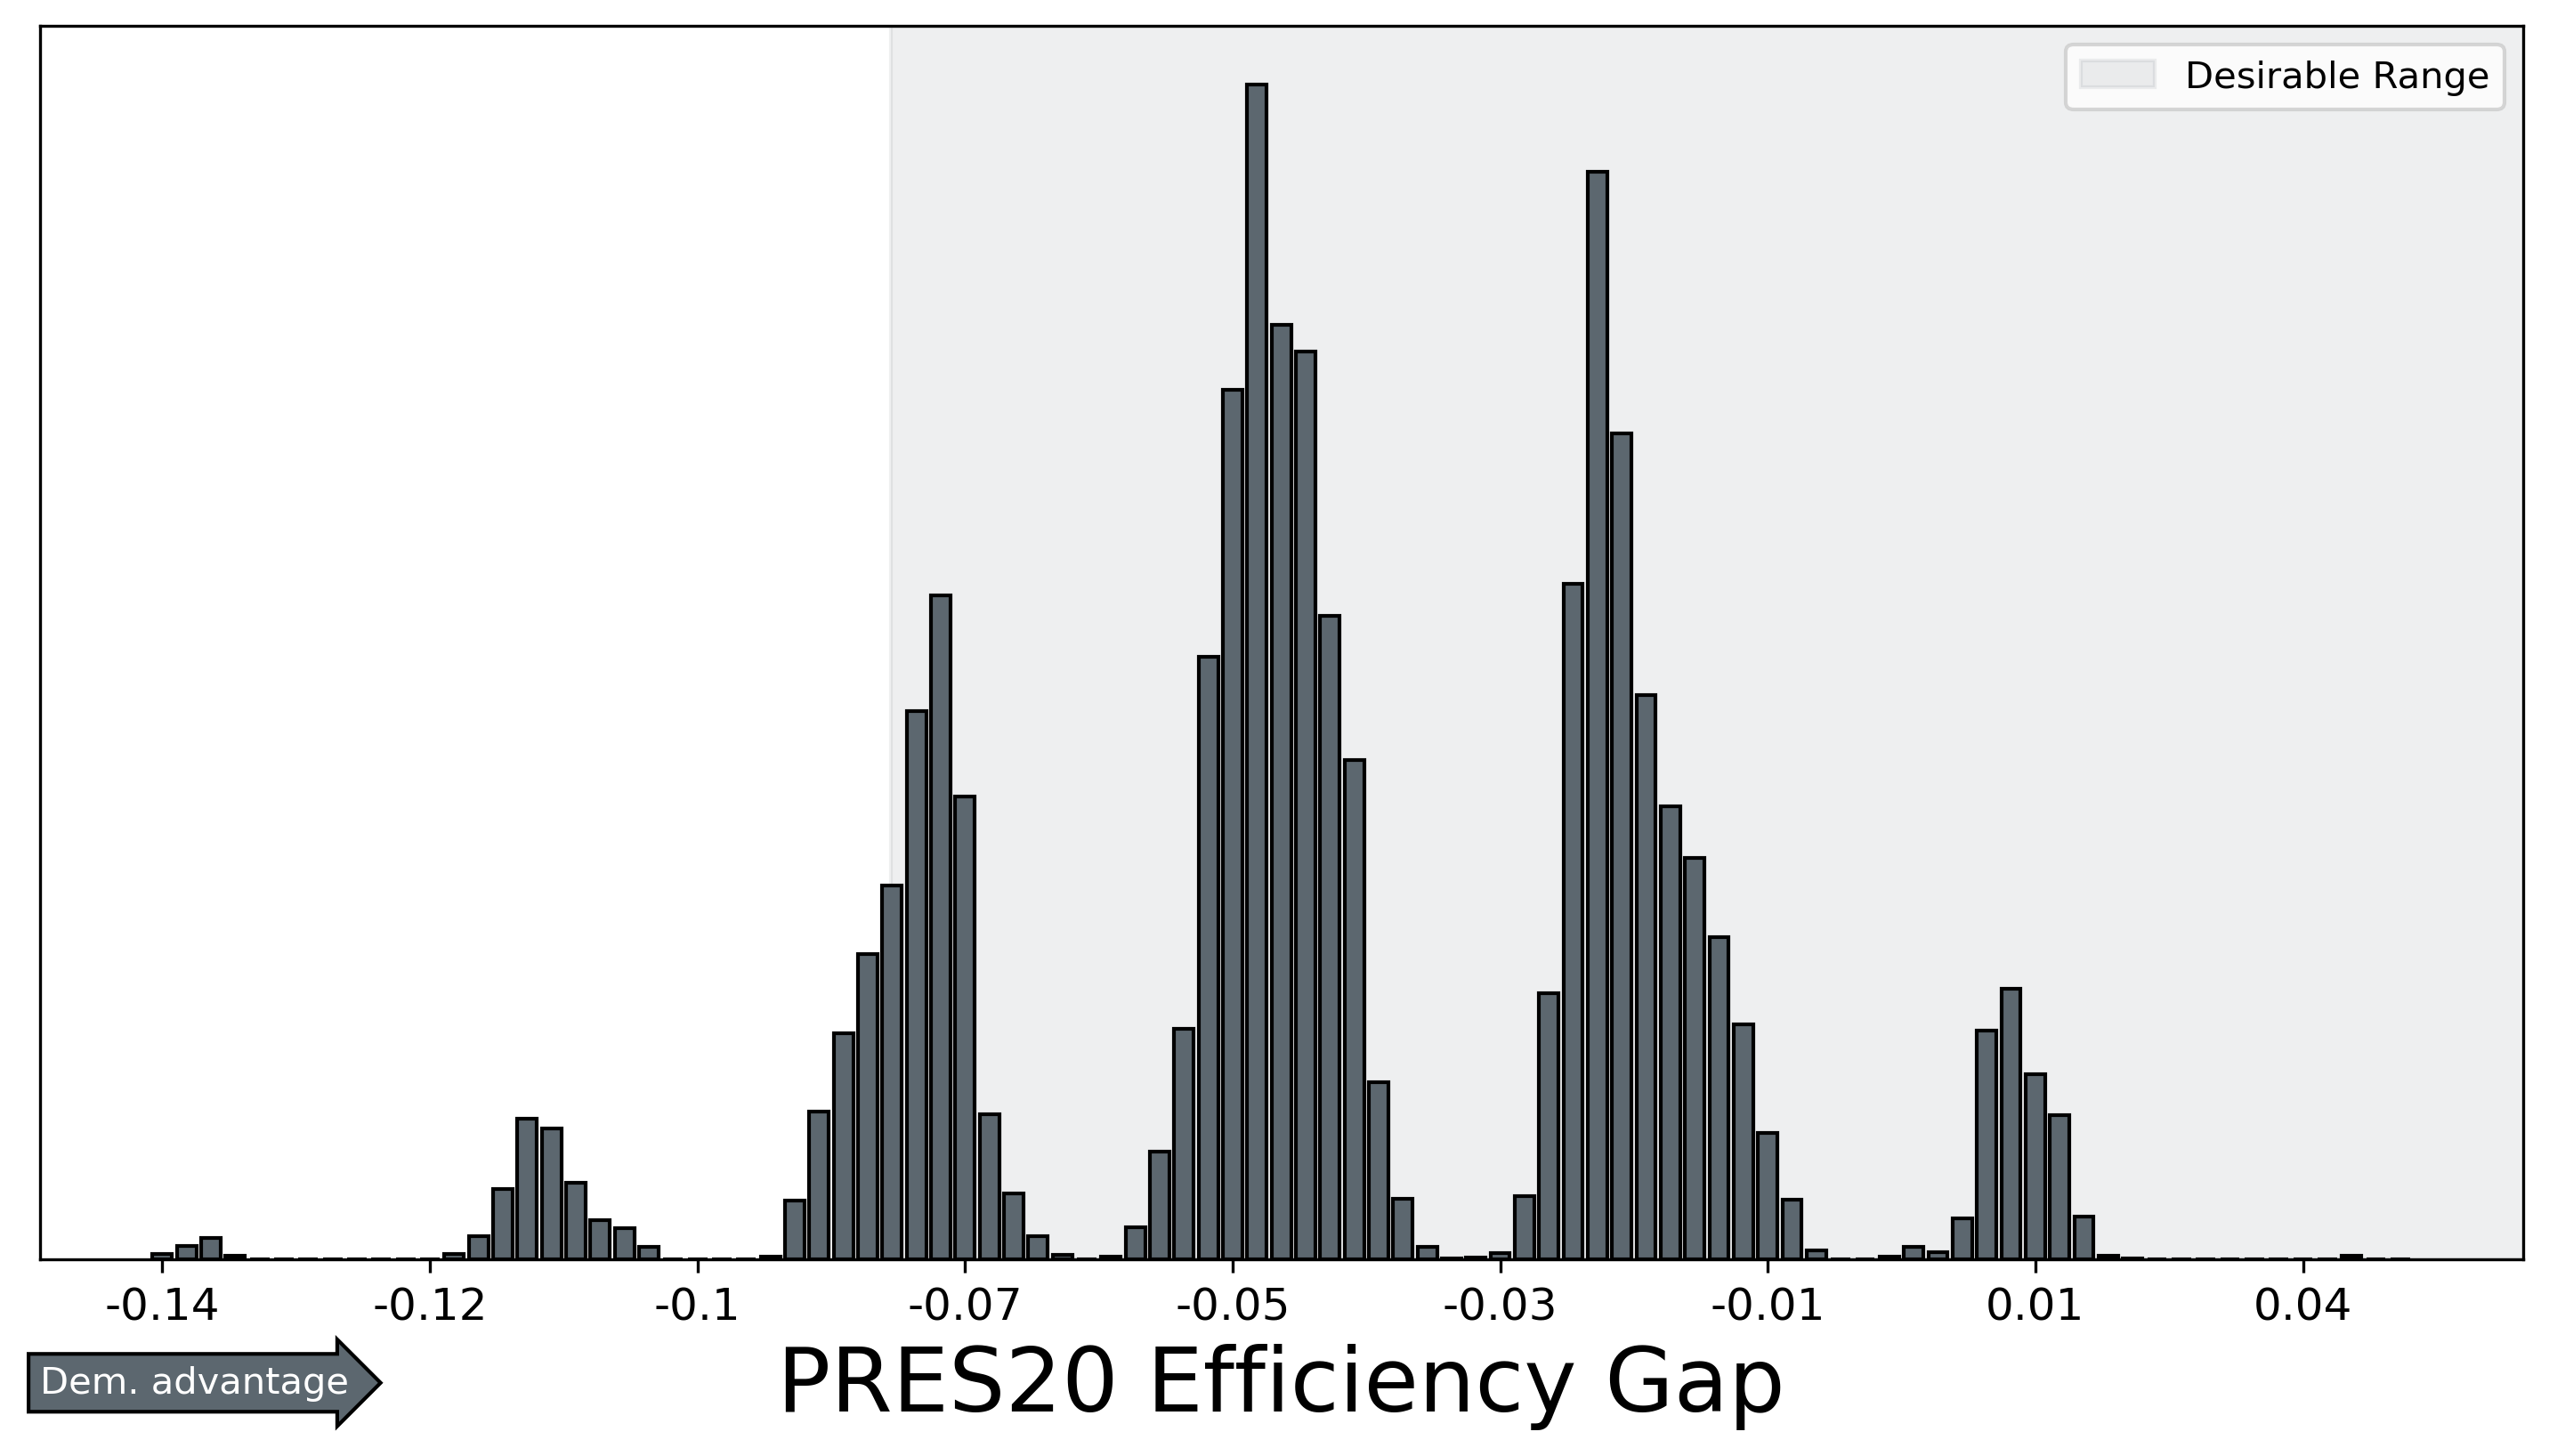 Desirable Range
-0.14 -0.12 -0.1 -0.07 -0.05 -0.03 -0.01 0.01 0.04
Dem. advantage
PRES20 Efficiency Gap